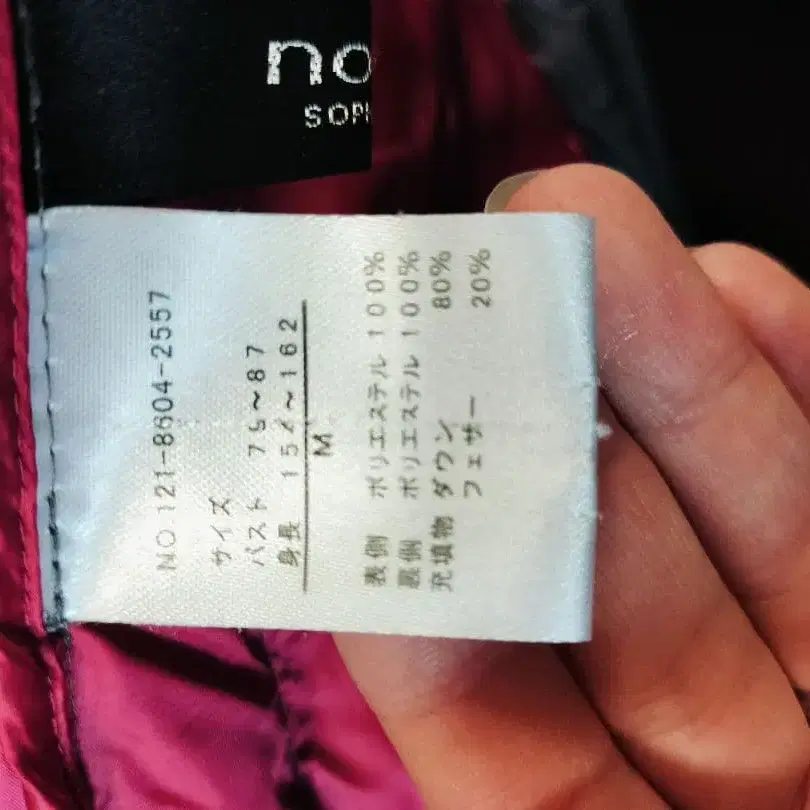 no
SOPH
NO.121-8604-2557
サイズ
バスト 79~87
身長 154~162
M
表側 ポリエステル 100%
裏側 ポリエステル 100%
充填物 ダウン 80%
フェザー 20%